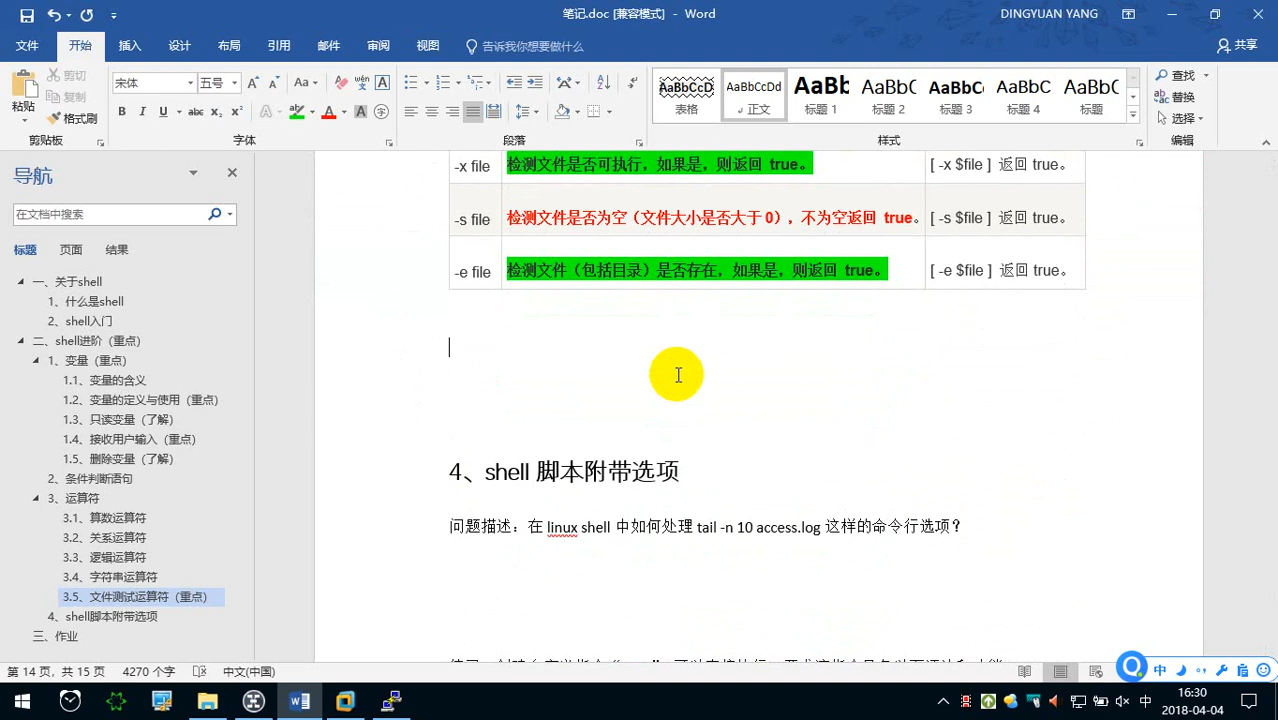 笔记.doc [兼容模式] - Word
DINGYUAN YANG
文件 开始 插入 设计 布局 引用 邮件 审阅 视图 告诉我你想要做什么 共享
粘贴 剪切 复制 格式刷
宋体 五号
表格 正文 标题 1 标题 2 标题 3 标题 4 标题
查找 替换 选择
剪贴板 字体 段落 样式 编辑
导航
在文档中搜索
标题 页面 结果
一、关于shell
1、什么是shell
2、shell入门
二、shell进阶（重点）
1、变量（重点）
1.1、变量的含义
1.2、变量的定义与使用（重点）
1.3、只读变量（了解）
1.4、接收用户输入（重点）
1.5、删除变量（了解）
2、条件判断语句
3、运算符
3.1、算数运算符
3.2、关系运算符
3.3、逻辑运算符
3.4、字符串运算符
3.5、文件测试运算符（重点）
4、shell脚本附带选项
三、作业
-x file 检测文件是否可执行，如果是，则返回 true。 [ -x $file ] 返回 true。
-s file 检测文件是否为空（文件大小是否大于 0），不为空返回 true。 [ -s $file ] 返回 true。
-e file 检测文件（包括目录）是否存在，如果是，则返回 true。 [ -e $file ] 返回 true。
4、shell 脚本附带选项
问题描述：在 linux shell 中如何处理 tail -n 10 access.log 这样的命令行选项？
第 14 页，共 15 页 4270 个字 中文(中国)
中
中 16:30
2018-04-04